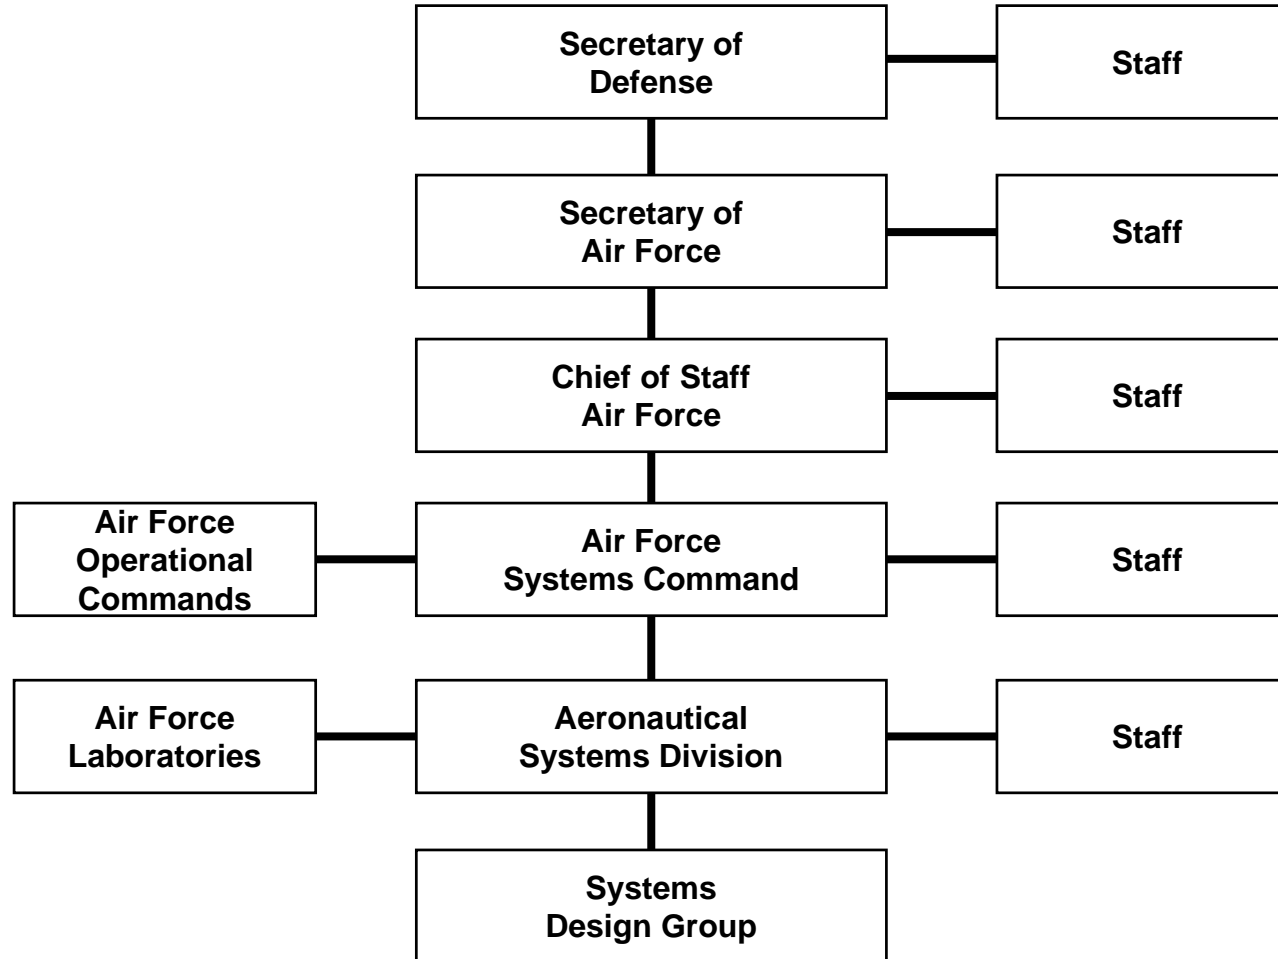 Secretary of
Defense
Staff
Secretary of
Air Force
Staff
Chief of Staff
Air Force
Staff
Air Force
Operational
Commands
Air Force
Systems Command
Staff
Air Force
Laboratories
Aeronautical
Systems Division
Staff
Systems
Design Group